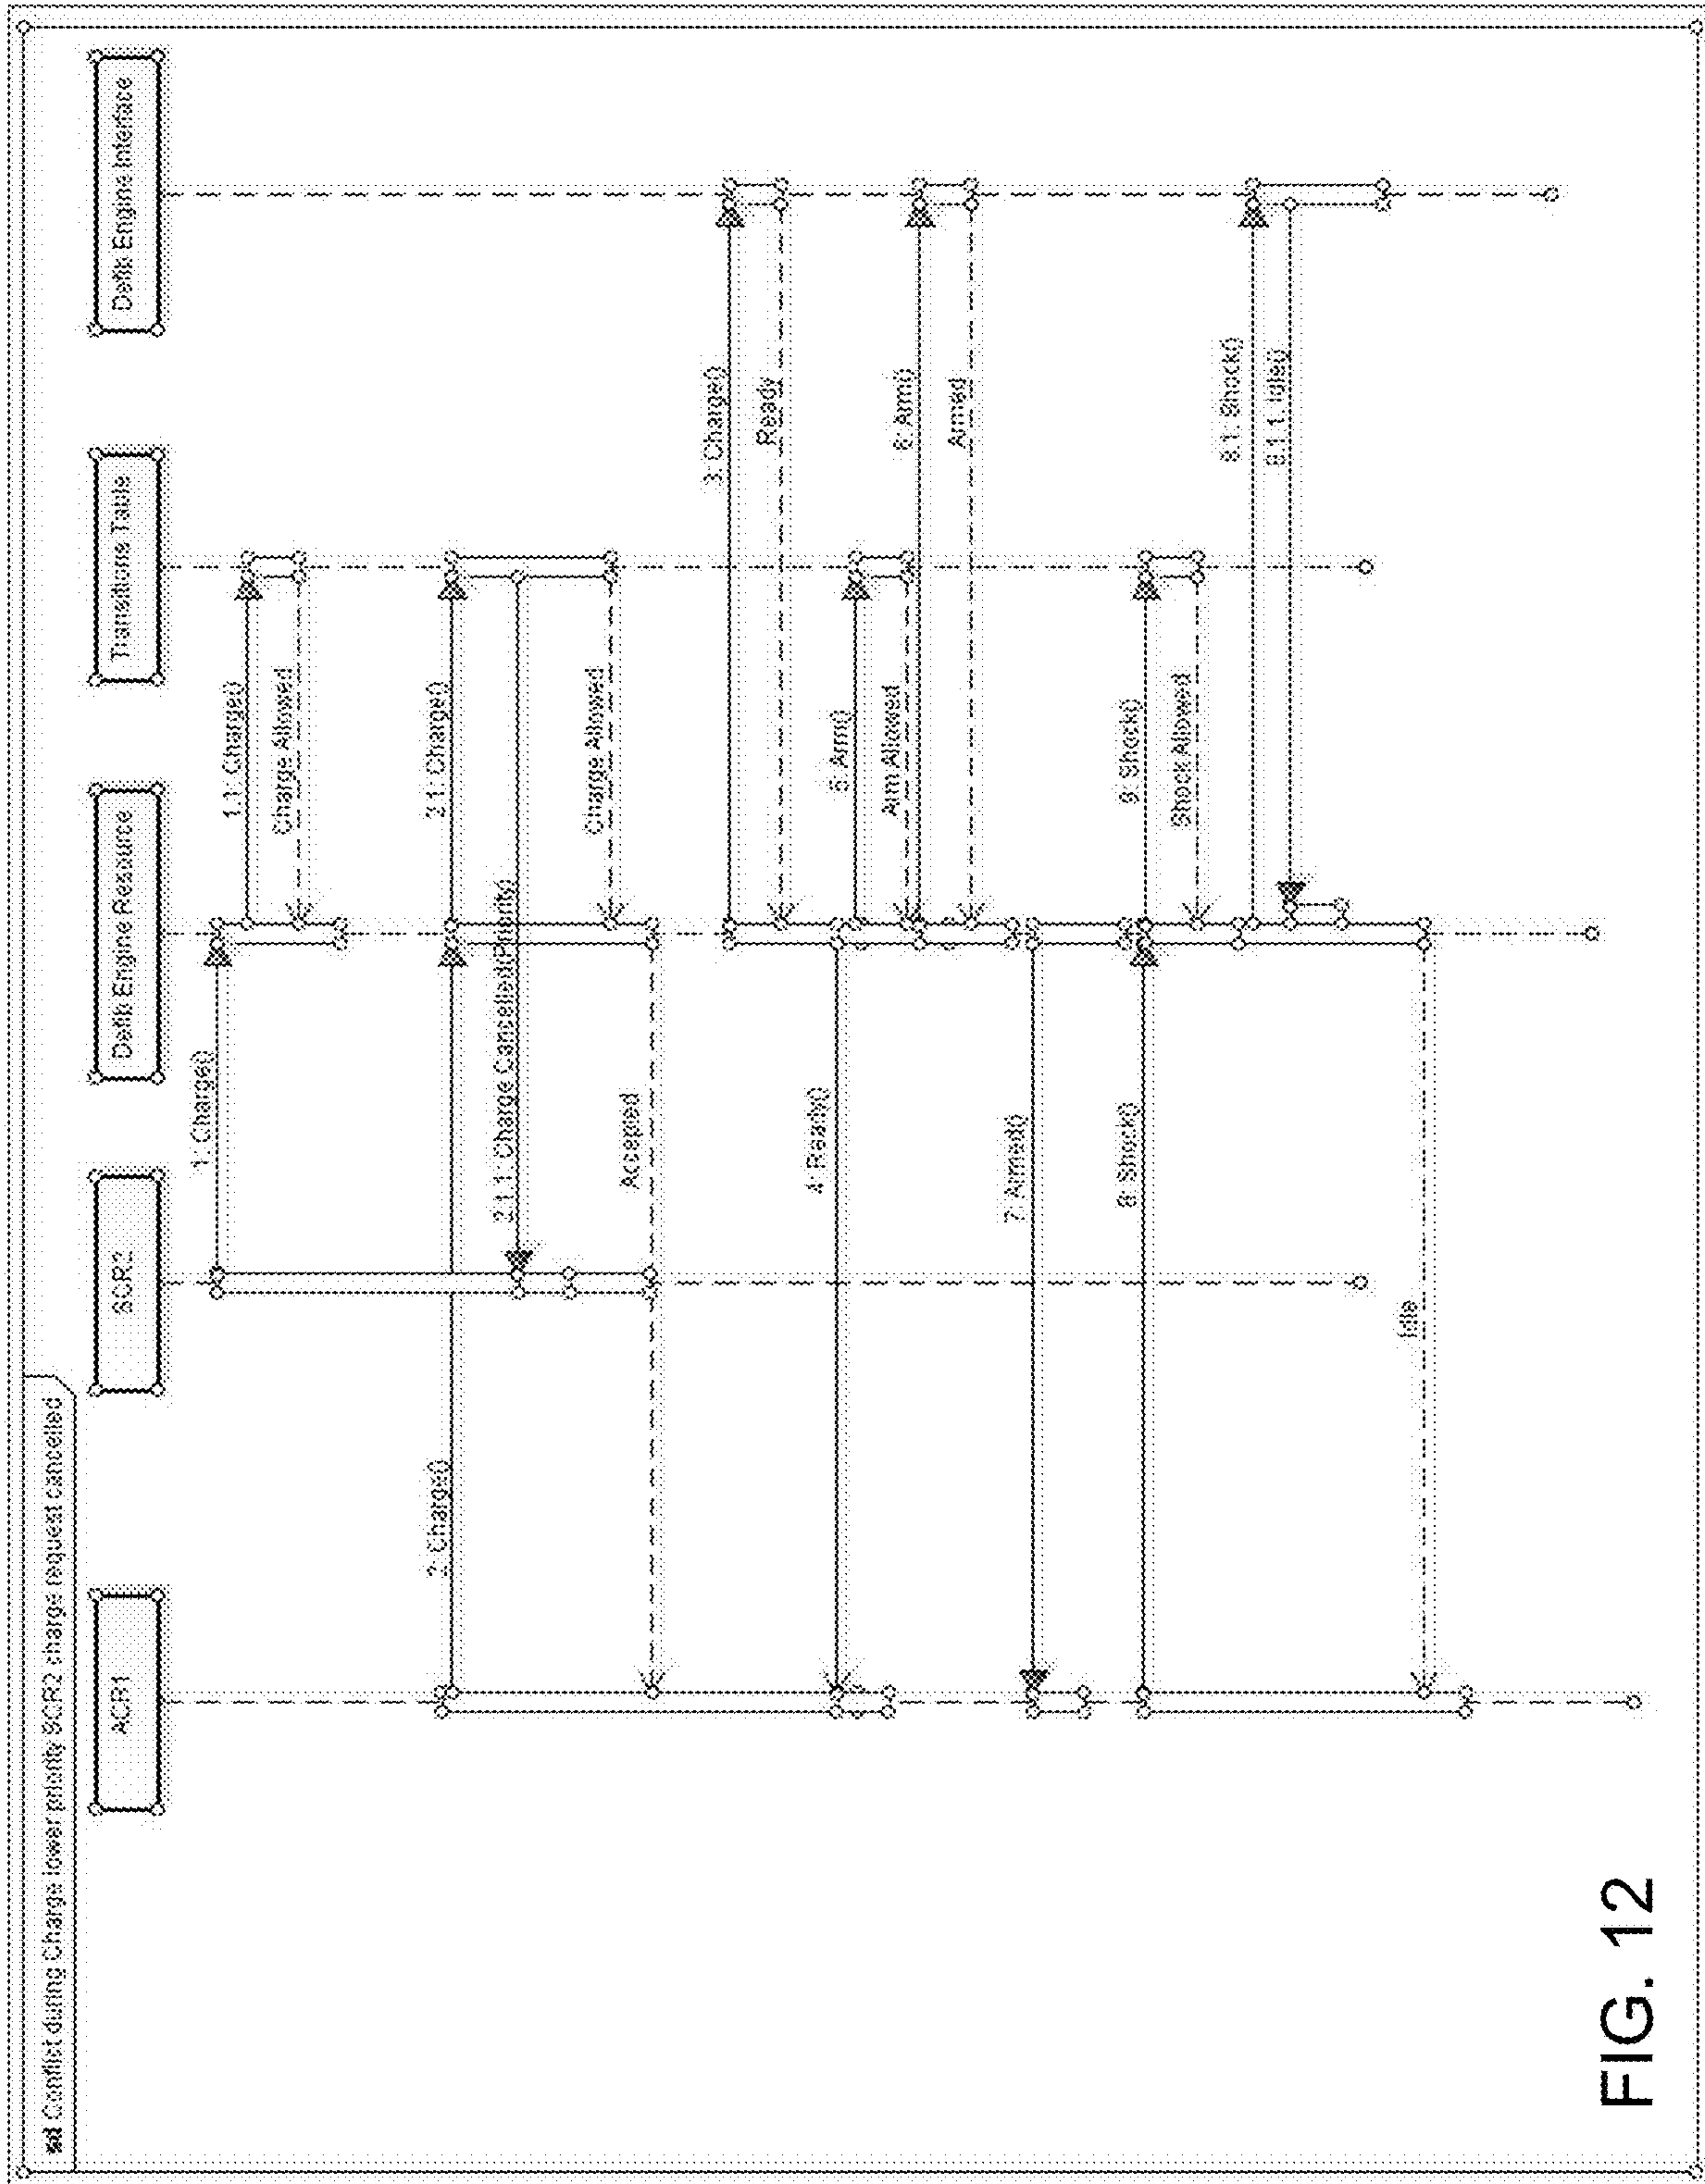 sd Conflict during Charge lower priority SCR2 charge request cancelled
ACR1
SCR2
Defib Engine Resource
Transitions Table
Defib Engine Interface
1: Charge()
1.1: Charge()
Charge Allowed
2: Charge()
2.1: Charge()
2.1.1: Charge Cancelled(Priority)
Charge Allowed
Accepted
3: Charge()
Ready
4: Ready()
5: Arm()
Arm Allowed
6: Arm()
Armed
7: Armed()
8: Shock()
9: Shock()
Shock Allowed
8.1: Shock()
8.1.1: Idle()
Idle
FIG. 12